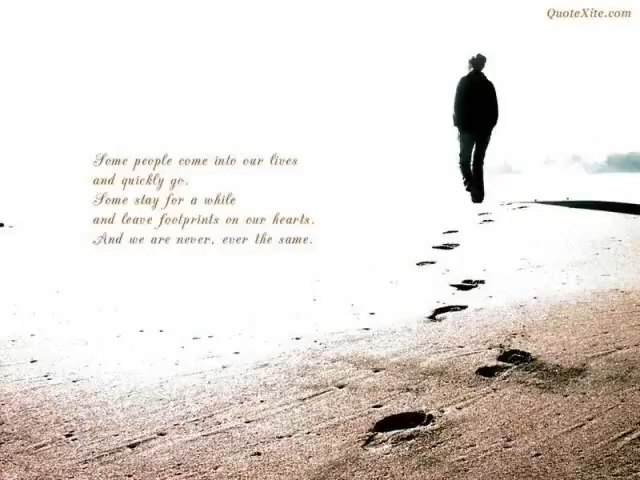 QuoteXite.com
Some people come into our lives
and quickly go.
Some stay for a while
and leave footprints on our hearts.
And we are never, ever the same.